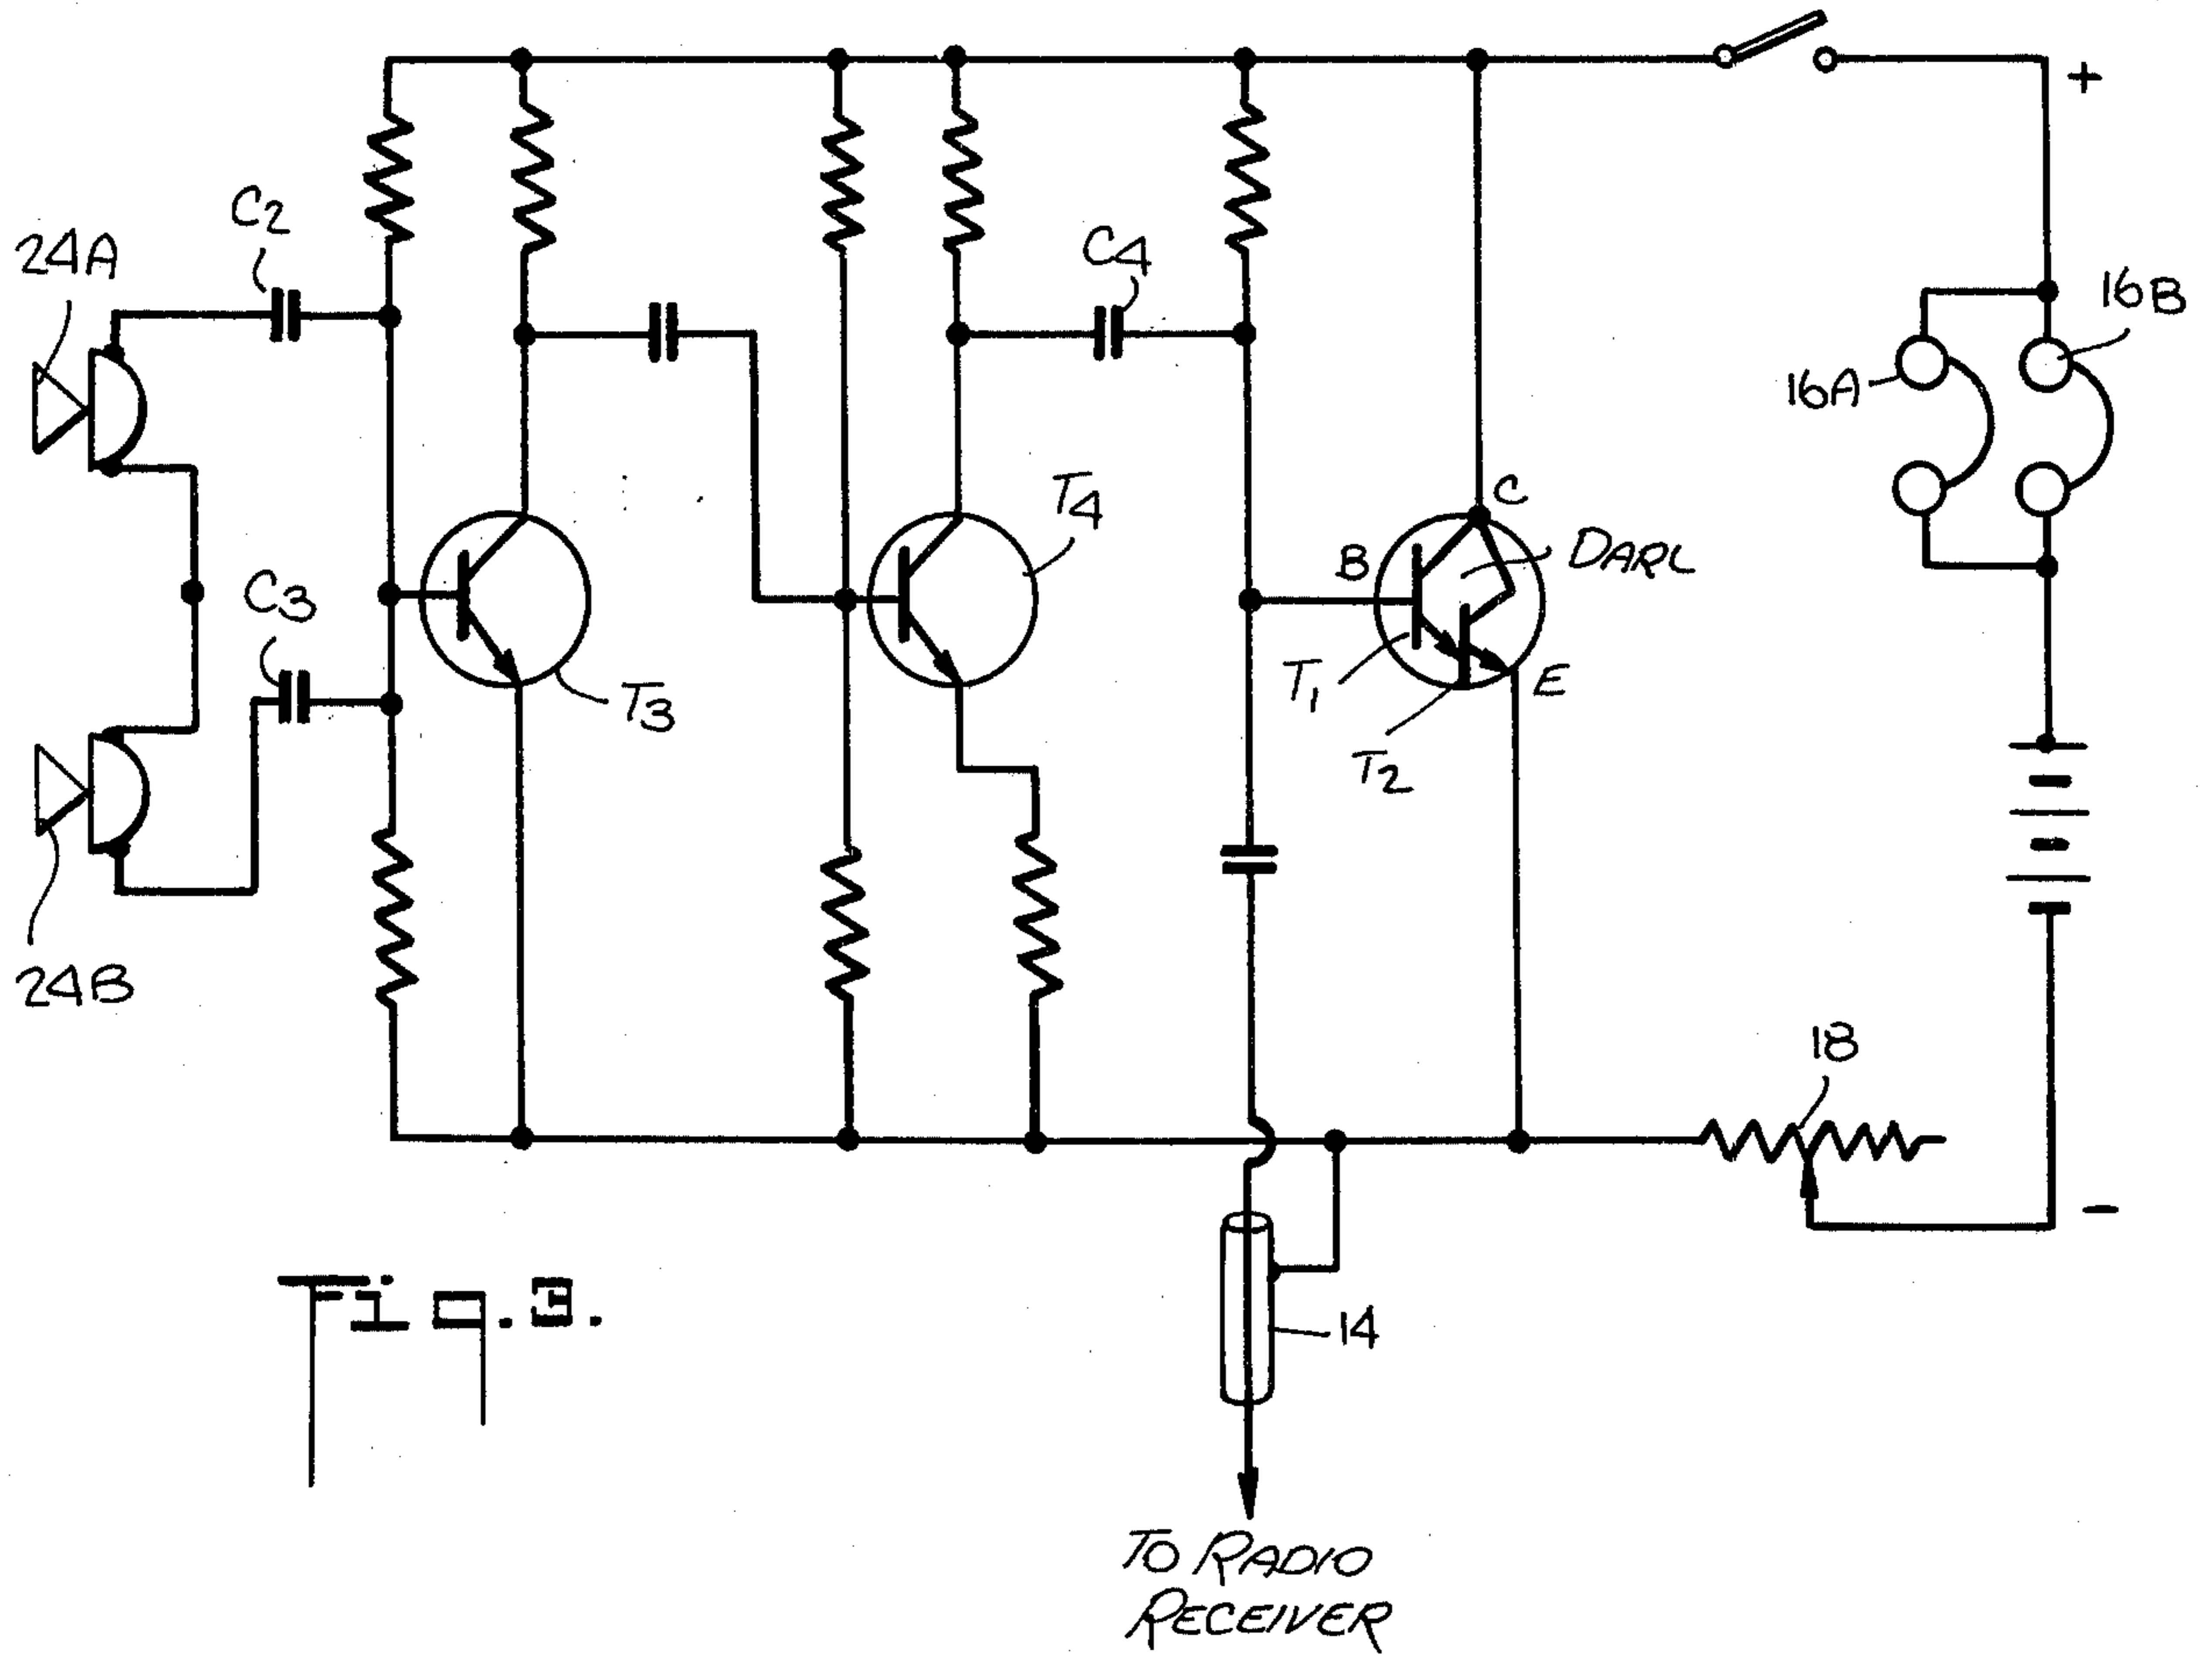 +
C2
24A
C4
16B
16A
T4
C
B
DARL
C3
T3
T1
E
T2
24B
18
-
Fig. 3.
14
TO RADIO
RECEIVER